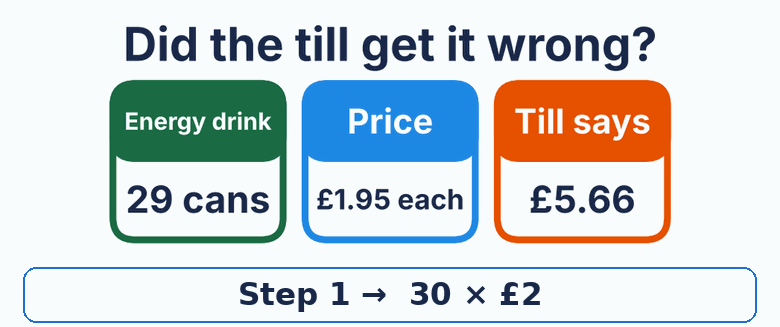 Did the till get it wrong?
Energy drink
29 cans
Price
£1.95 each
Till says
£5.66
Step 1 → 30 × £2